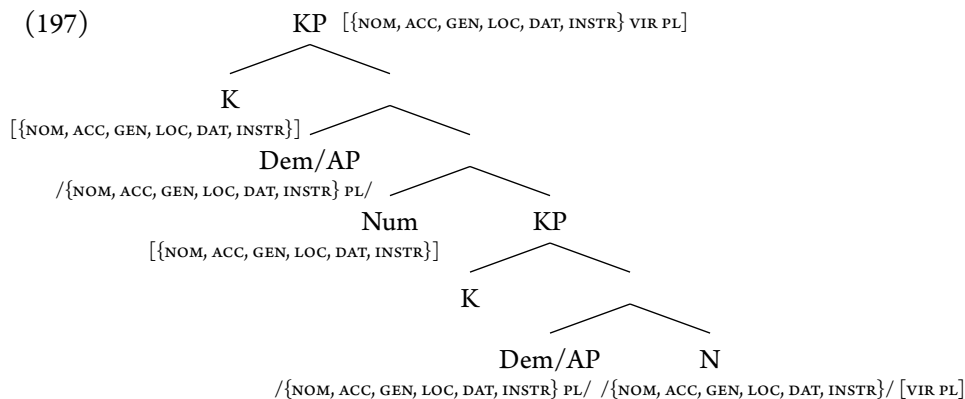 (197) KP [{NOM, ACC, GEN, LOC, DAT, INSTR} VIR PL]
K
[{NOM, ACC, GEN, LOC, DAT, INSTR}]
Dem/AP
/{NOM, ACC, GEN, LOC, DAT, INSTR} PL/
Num KP
[{NOM, ACC, GEN, LOC, DAT, INSTR}]
K
Dem/AP N
/{NOM, ACC, GEN, LOC, DAT, INSTR} PL/ /{NOM, ACC, GEN, LOC, DAT, INSTR}/ [VIR PL]